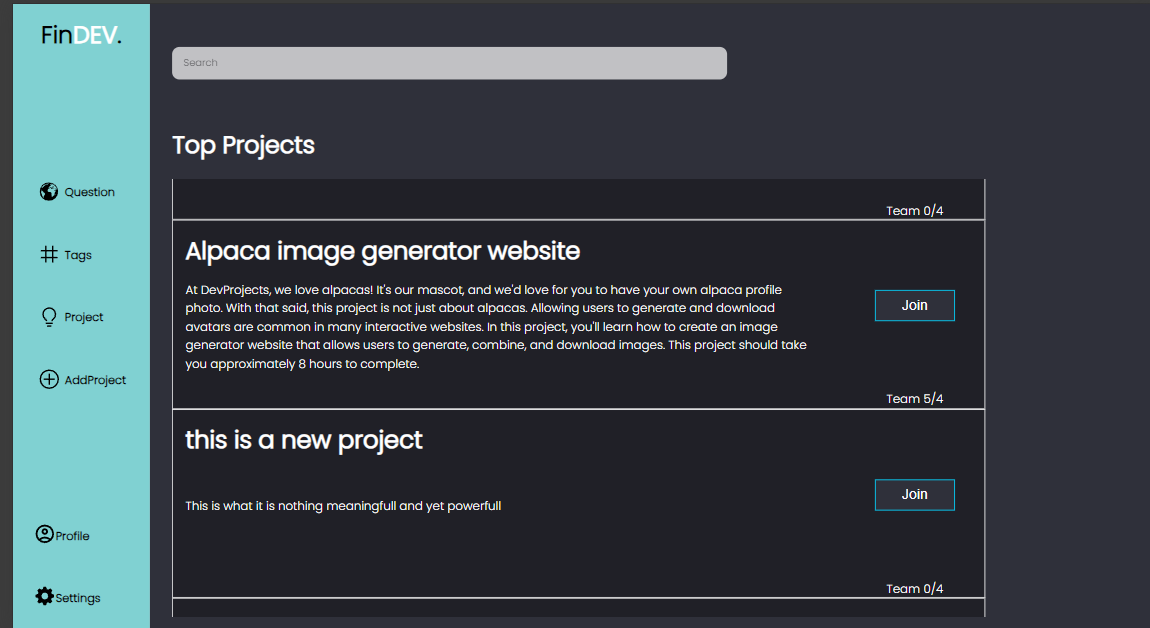 FinDEV.
Search
Top Projects
Question
Tags
Project
AddProject
Profile
Settings
Team 0/4
Alpaca image generator website
At DevProjects, we love alpacas! It's our mascot, and we'd love for you to have your own alpaca profile
photo. With that said, this project is not just about alpacas. Allowing users to generate and download
avatars are common in many interactive websites. In this project, you'll learn how to create an image
generator website that allows users to generate, combine, and download images. This project should take
you approximately 8 hours to complete.
Join
Team 5/4
this is a new project
This is what it is nothing meaningfull and yet powerfull
Join
Team 0/4